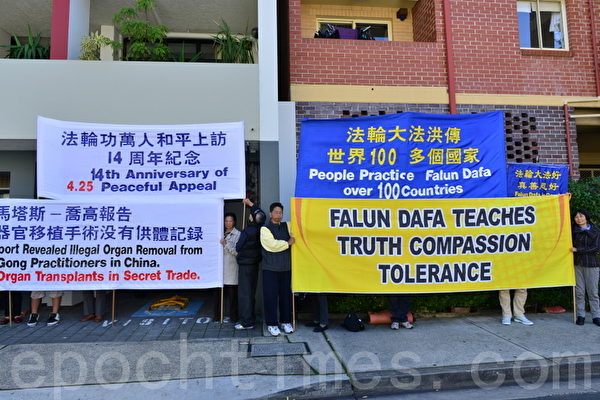 法輪功萬人和平上訪
14周年紀念
14th Anniversary of
4.25 Peaceful Appeal
馬塔斯－喬高報告
器官移植手術没有供體記錄
port Revealed Illegal Organ Removal from
Gong Practitioners in China.
Organ Transplants in Secret Trade.
法輪大法洪傳
世界100多個國家
People Practice Falun Dafa
over 100 Countries
FALUN DAFA TEACHES
TRUTH COMPASSION
TOLERANCE
法輪大法好
真善忍好
epochtimes.com